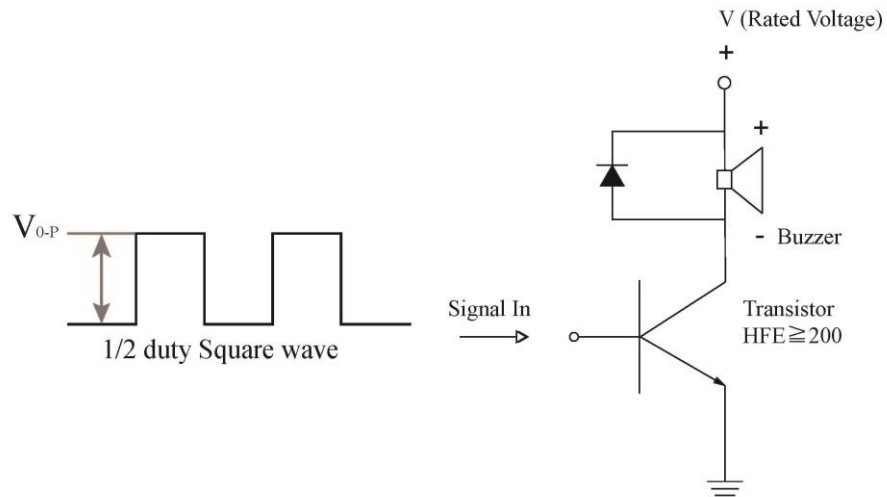 V (Rated Voltage)
+
+
V0-P
- Buzzer
Signal In
Transistor
HFE≧200
1/2 duty Square wave